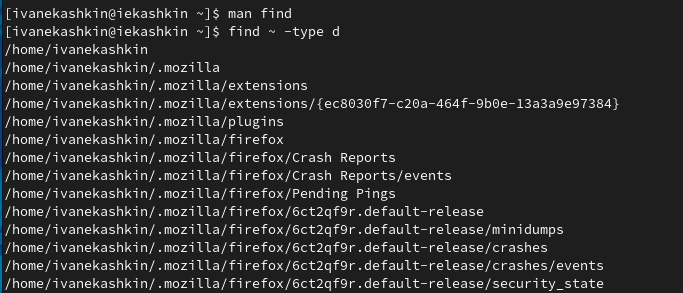 [ivanekashkin@iekashkin ~]$ man find
[ivanekashkin@iekashkin ~]$ find ~ -type d
/home/ivanekashkin
/home/ivanekashkin/.mozilla
/home/ivanekashkin/.mozilla/extensions
/home/ivanekashkin/.mozilla/extensions/{ec8030f7-c20a-464f-9b0e-13a3a9e97384}
/home/ivanekashkin/.mozilla/plugins
/home/ivanekashkin/.mozilla/firefox
/home/ivanekashkin/.mozilla/firefox/Crash Reports
/home/ivanekashkin/.mozilla/firefox/Crash Reports/events
/home/ivanekashkin/.mozilla/firefox/Pending Pings
/home/ivanekashkin/.mozilla/firefox/6ct2qf9r.default-release
/home/ivanekashkin/.mozilla/firefox/6ct2qf9r.default-release/minidumps
/home/ivanekashkin/.mozilla/firefox/6ct2qf9r.default-release/crashes
/home/ivanekashkin/.mozilla/firefox/6ct2qf9r.default-release/crashes/events
/home/ivanekashkin/.mozilla/firefox/6ct2qf9r.default-release/security_state